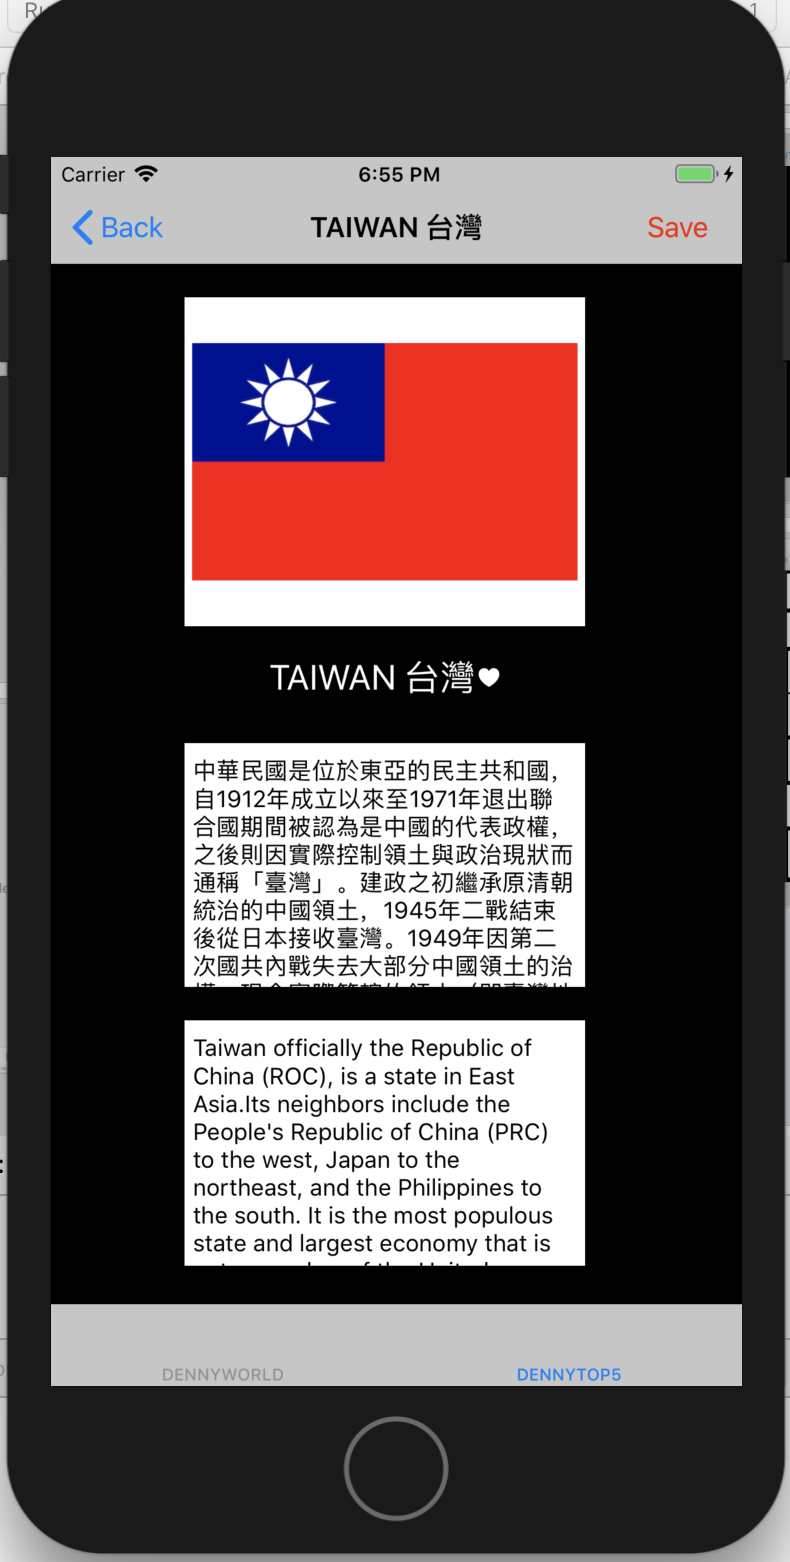 Carrier
6:55 PM
Back
TAIWAN 台灣
Save
TAIWAN 台灣♥
中華民國是位於東亞的民主共和國，
自1912年成立以來至1971年退出聯
合國期間被認為是中國的代表政權，
之後則因實際控制領土與政治現狀而
通稱「臺灣」。建政之初繼承原清朝
統治的中國領土，1945年二戰結束
後從日本接收臺灣。1949年因第二
次國共內戰失去大部分中國領土的治
Taiwan officially the Republic of
China (ROC), is a state in East
Asia.Its neighbors include the
People's Republic of China (PRC)
to the west, Japan to the
northeast, and the Philippines to
the south. It is the most populous
state and largest economy that is
DENNYWORLD
DENNYTOP5